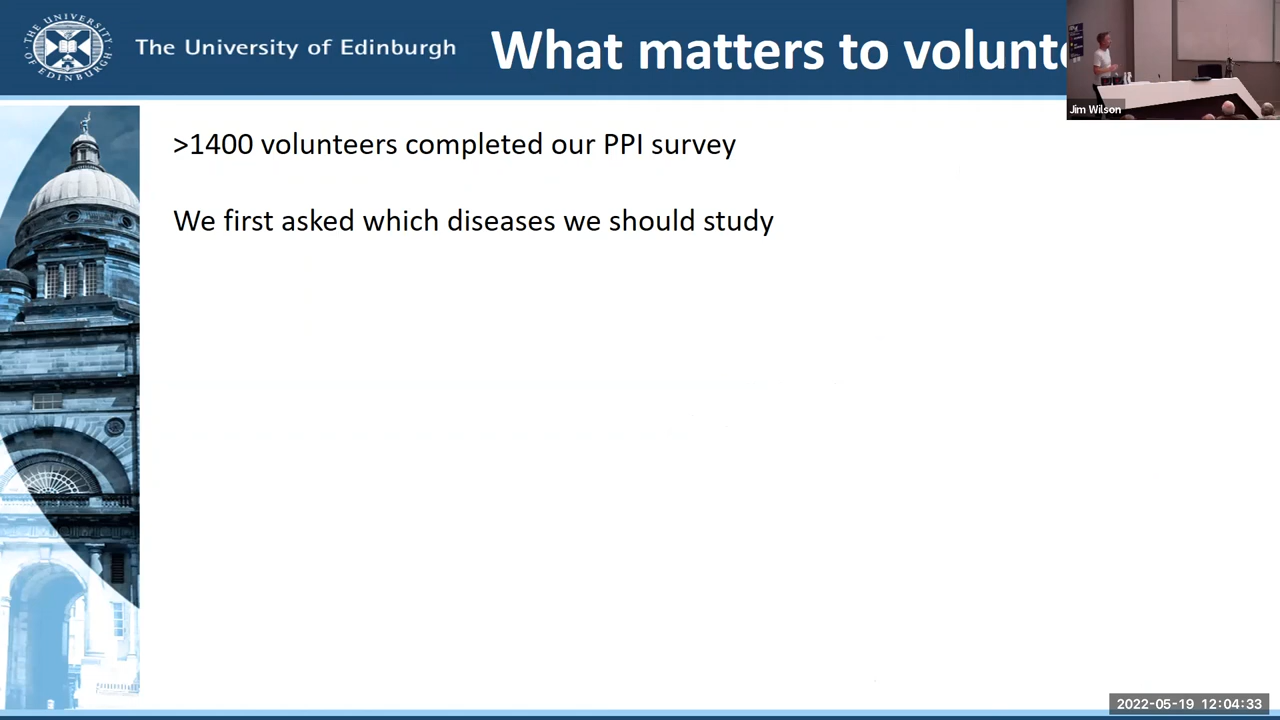 THE UNIVERSITY OF EDINBURGH
The University of Edinburgh
What matters to volunt
Jim Wilson
>1400 volunteers completed our PPI survey
We first asked which diseases we should study
2022-05-19 12:04:33